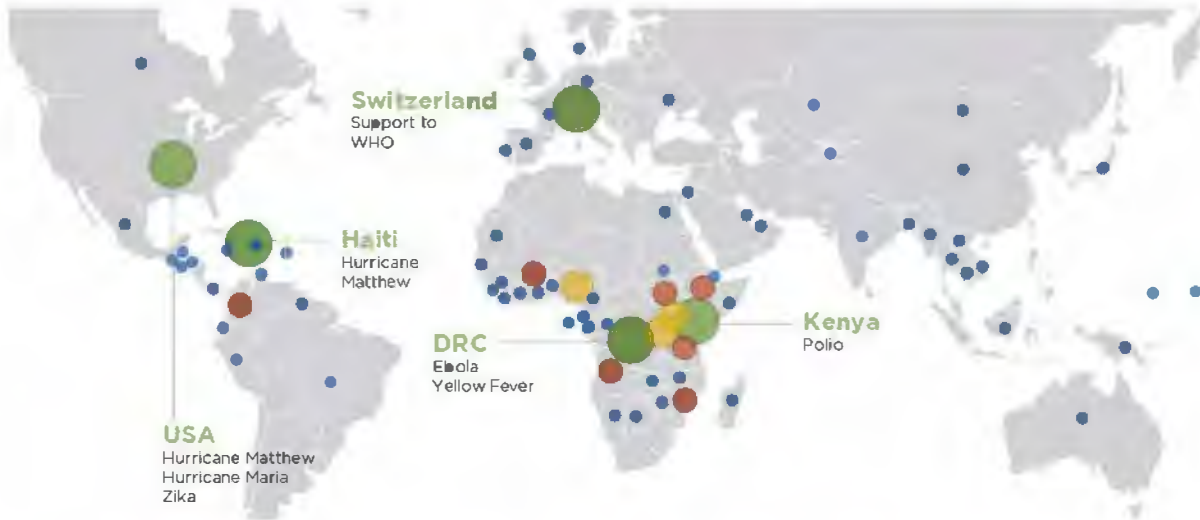 Switzerland
Support to
WHO
Haiti
Hurricane
Matthew
Kenya
Polio
DRC
Ebola
Yellow Fever
USA
Hurricane Matthew
Hurricane Maria
Zika